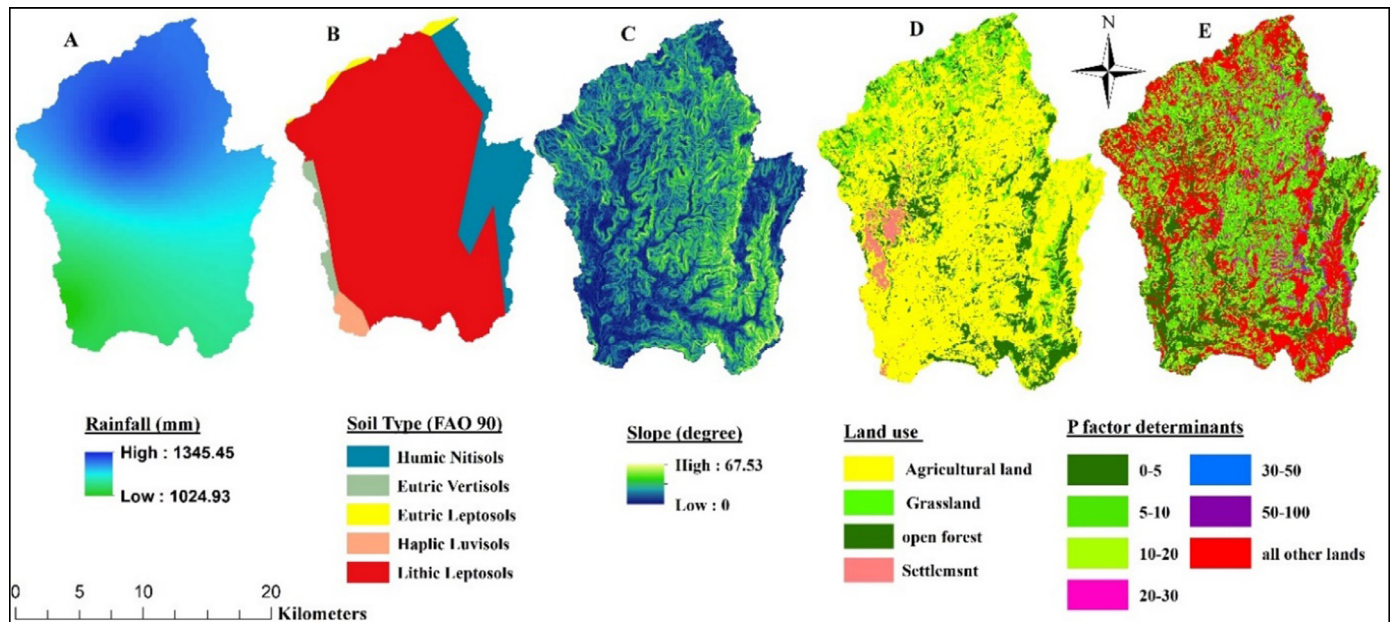 A
B
C
D
N
E
Rainfall (mm)
High : 1345.45
Low : 1024.93
Soil Type (FAO 90)
Humic Nitisols
Eutric Vertisols
Eutric Leptosols
Haplic Luvisols
Lithic Leptosols
Slope (degree)
High : 67.53
Low : 0
Land use
Agricultural land
Grassland
open forest
Settlemsnt
P factor determinants
0-5
5-10
10-20
20-30
30-50
50-100
all other lands
0 5 10 20
Kilometers